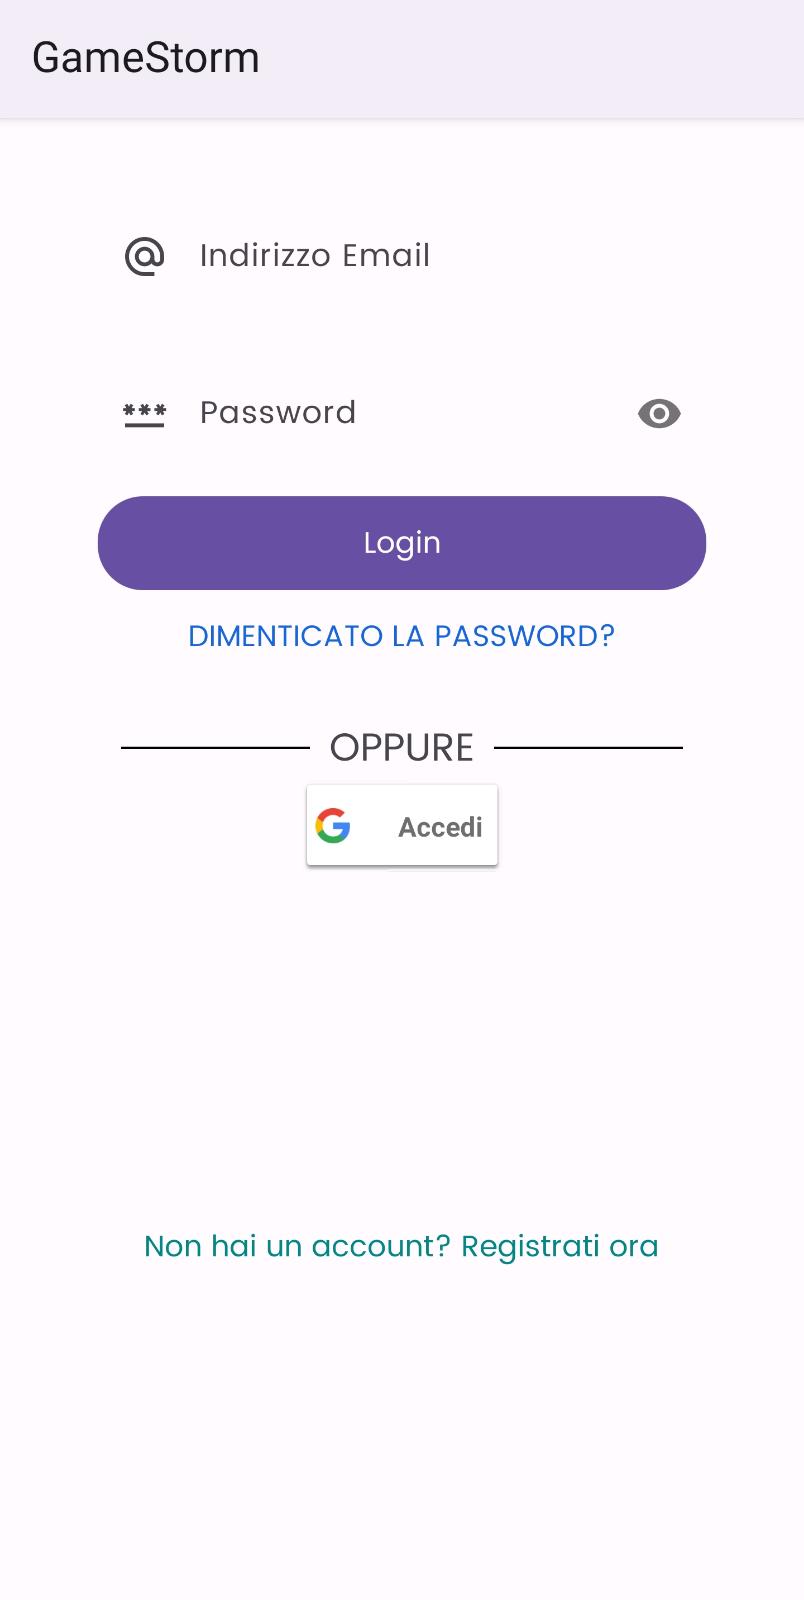 GameStorm
Indirizzo Email
Password
Login
DIMENTICATO LA PASSWORD?
OPPURE
Accedi
Non hai un account? Registrati ora